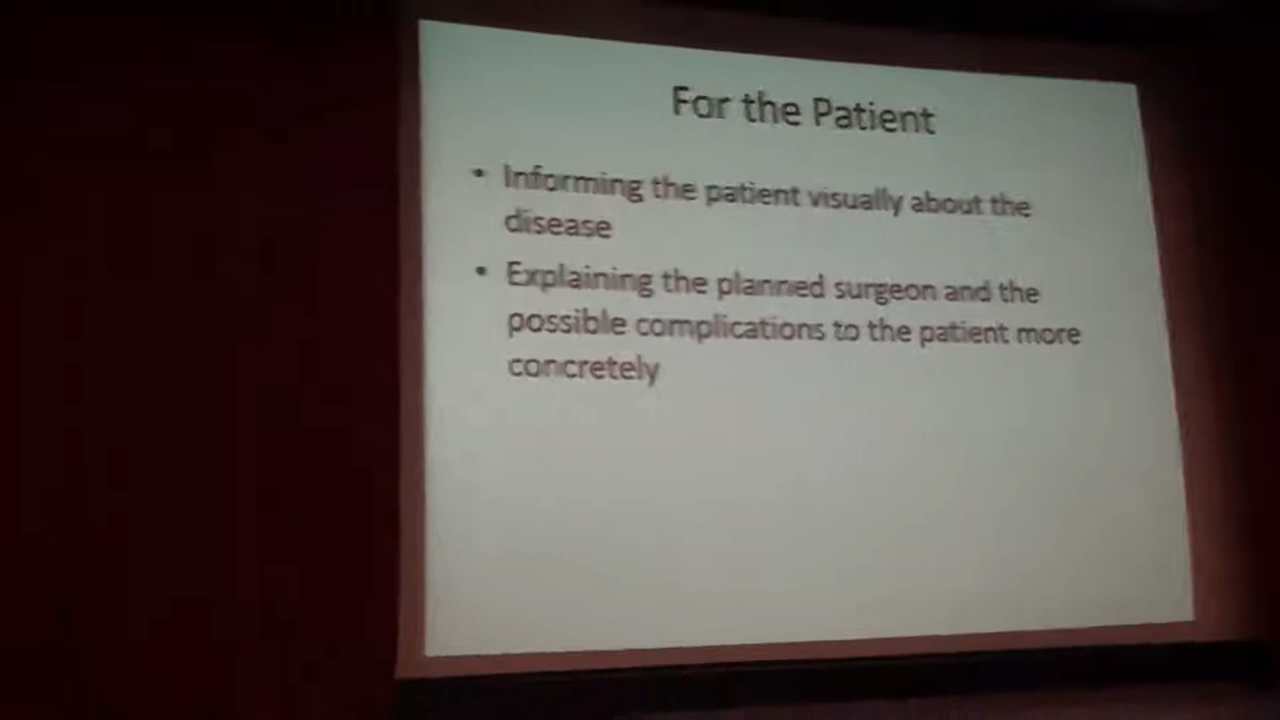 For the Patient
• Informing the patient visually about the
disease
• Explaining the planned surgeon and the
possible complications to the patient more
concretely